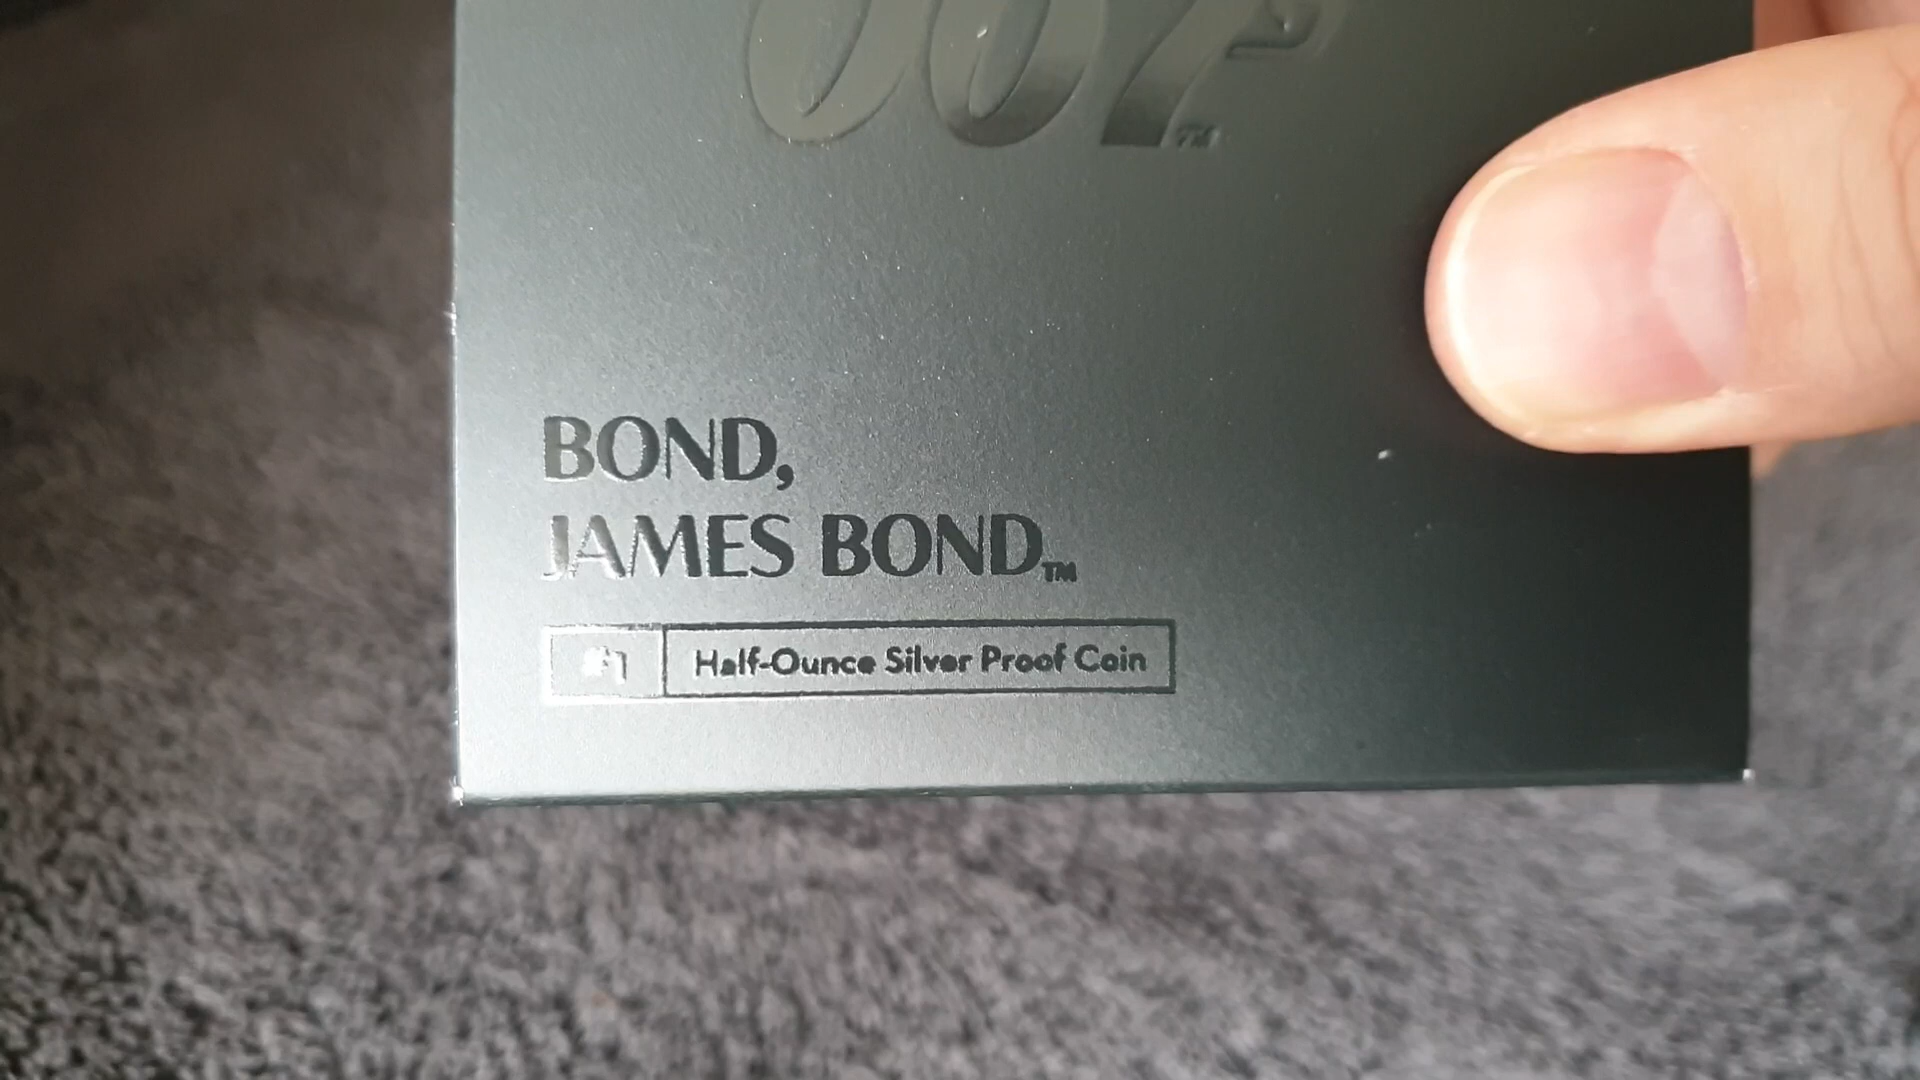 007™
BOND,
JAMES BOND™
#1 Half-Ounce Silver Proof Coin